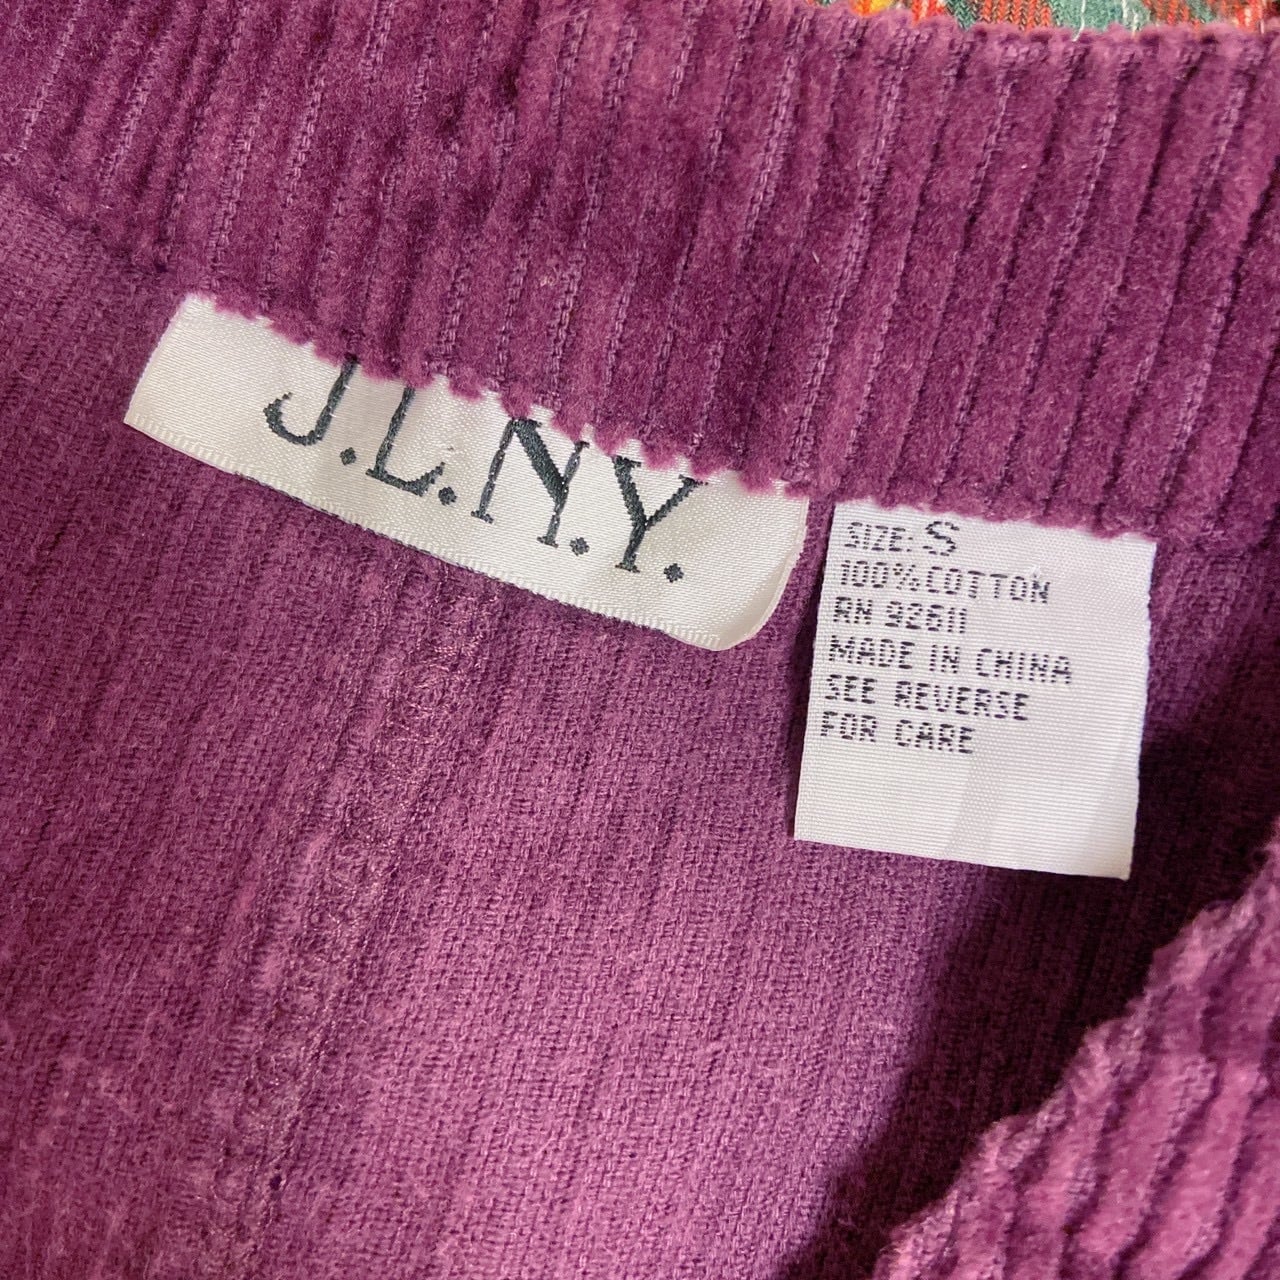 J.L.N.Y.
SIZE: S
100% COTTON
RN 92611
MADE IN CHINA
SEE REVERSE
FOR CARE